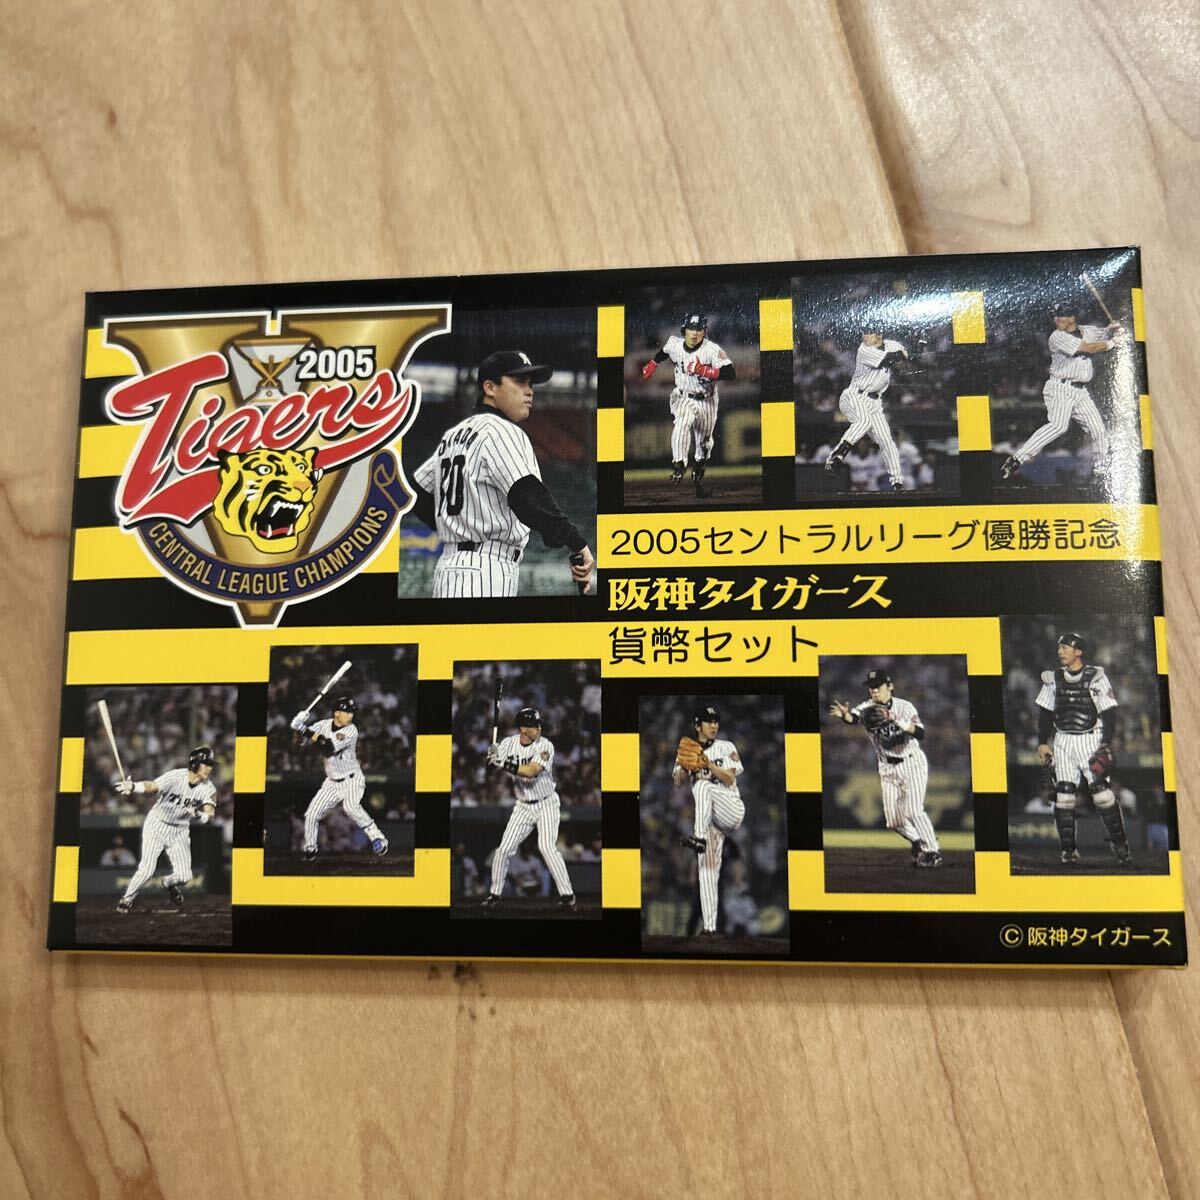 2005
Tigers
CENTRAL LEAGUE CHAMPIONS
OKADA
2005セントラルリーグ優勝記念
阪神タイガース
貨幣セット
©阪神タイガース